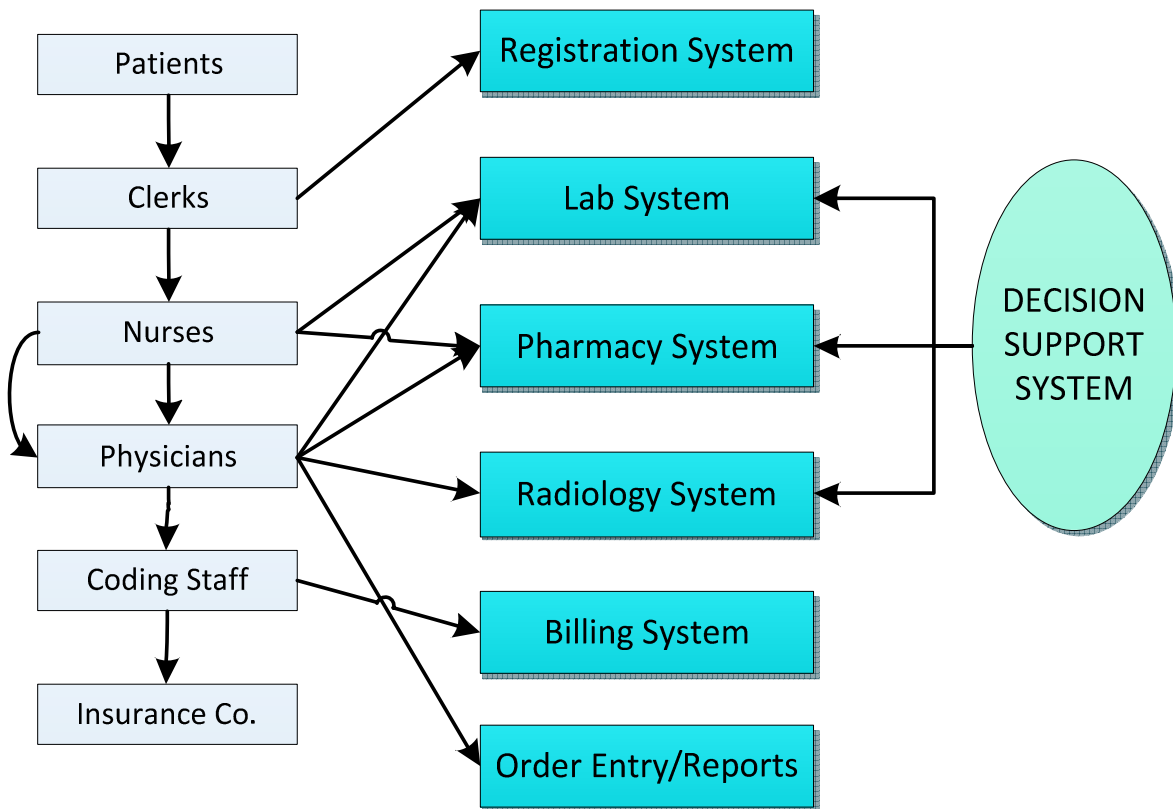 Patients
Clerks
Nurses
Physicians
Coding Staff
Insurance Co.
Registration System
Lab System
Pharmacy System
Radiology System
Billing System
Order Entry/Reports
DECISION
SUPPORT
SYSTEM